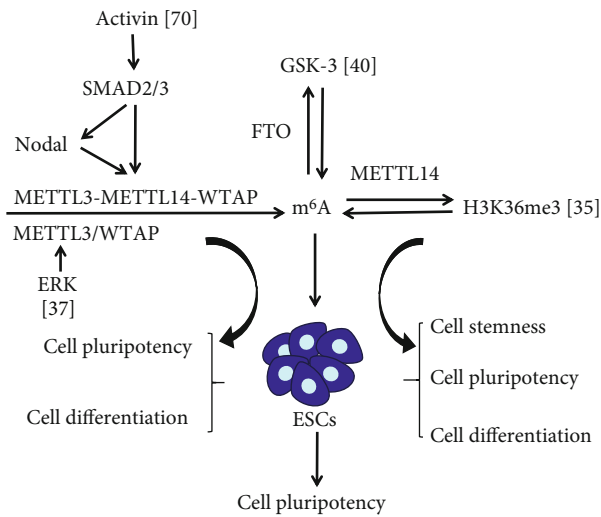 Activin [70]
SMAD2/3
Nodal
GSK-3 [40]
FTO
METTL3-METTL14-WTAP
METTL3/WTAP
ERK
[37]
m⁶A
METTL14
H3K36me3 [35]
Cell pluripotency
Cell differentiation
ESCs
Cell pluripotency
Cell stemness
Cell pluripotency
Cell differentiation